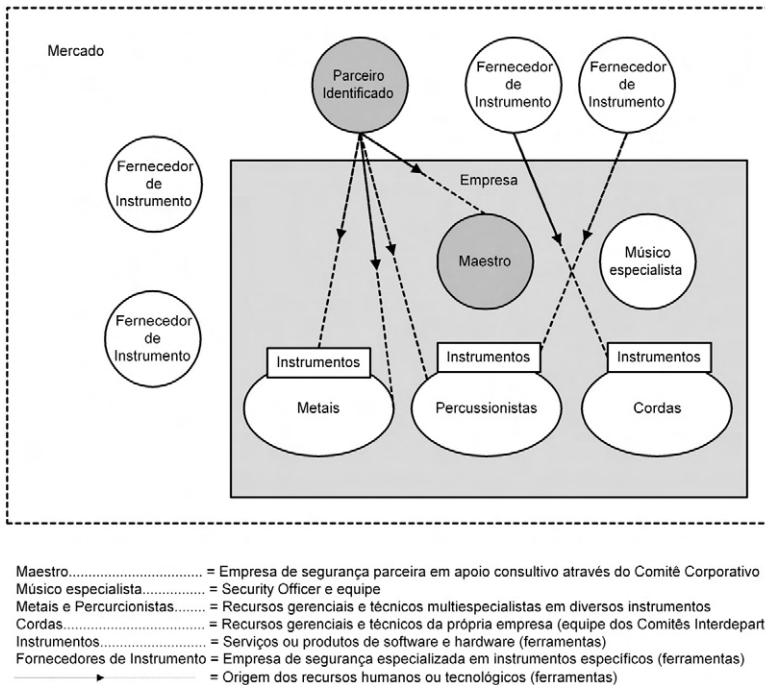 Mercado
Parceiro
Identificado
Fernecedor
de
Instrumento
Fernecedor
de
Instrumento
Fernecedor
de
Instrumento
Empresa
Maestro
Músico
especialista
Fernecedor
de
Instrumento
Instrumentos
Instrumentos
Instrumentos
Metais
Percussionistas
Cordas
Maestro.................................. = Empresa de segurança parceira em apoio consultivo através do Comitê Corporativo
Músico especialista................ = Security Officer e equipe
Metais e Percurcionistas........ = Recursos gerenciais e técnicos multiespecialistas em diversos instrumentos
Cordas.................................... = Recursos gerenciais e técnicos da própria empresa (equipe dos Comitês Interdepart
Instrumentos.......................... = Serviços ou produtos de software e hardware (ferramentas)
Fornecedores de Instrumento = Empresa de segurança especializada em instrumentos específicos (ferramentas)
= Origem dos recursos humanos ou tecnológicos (ferramentas)